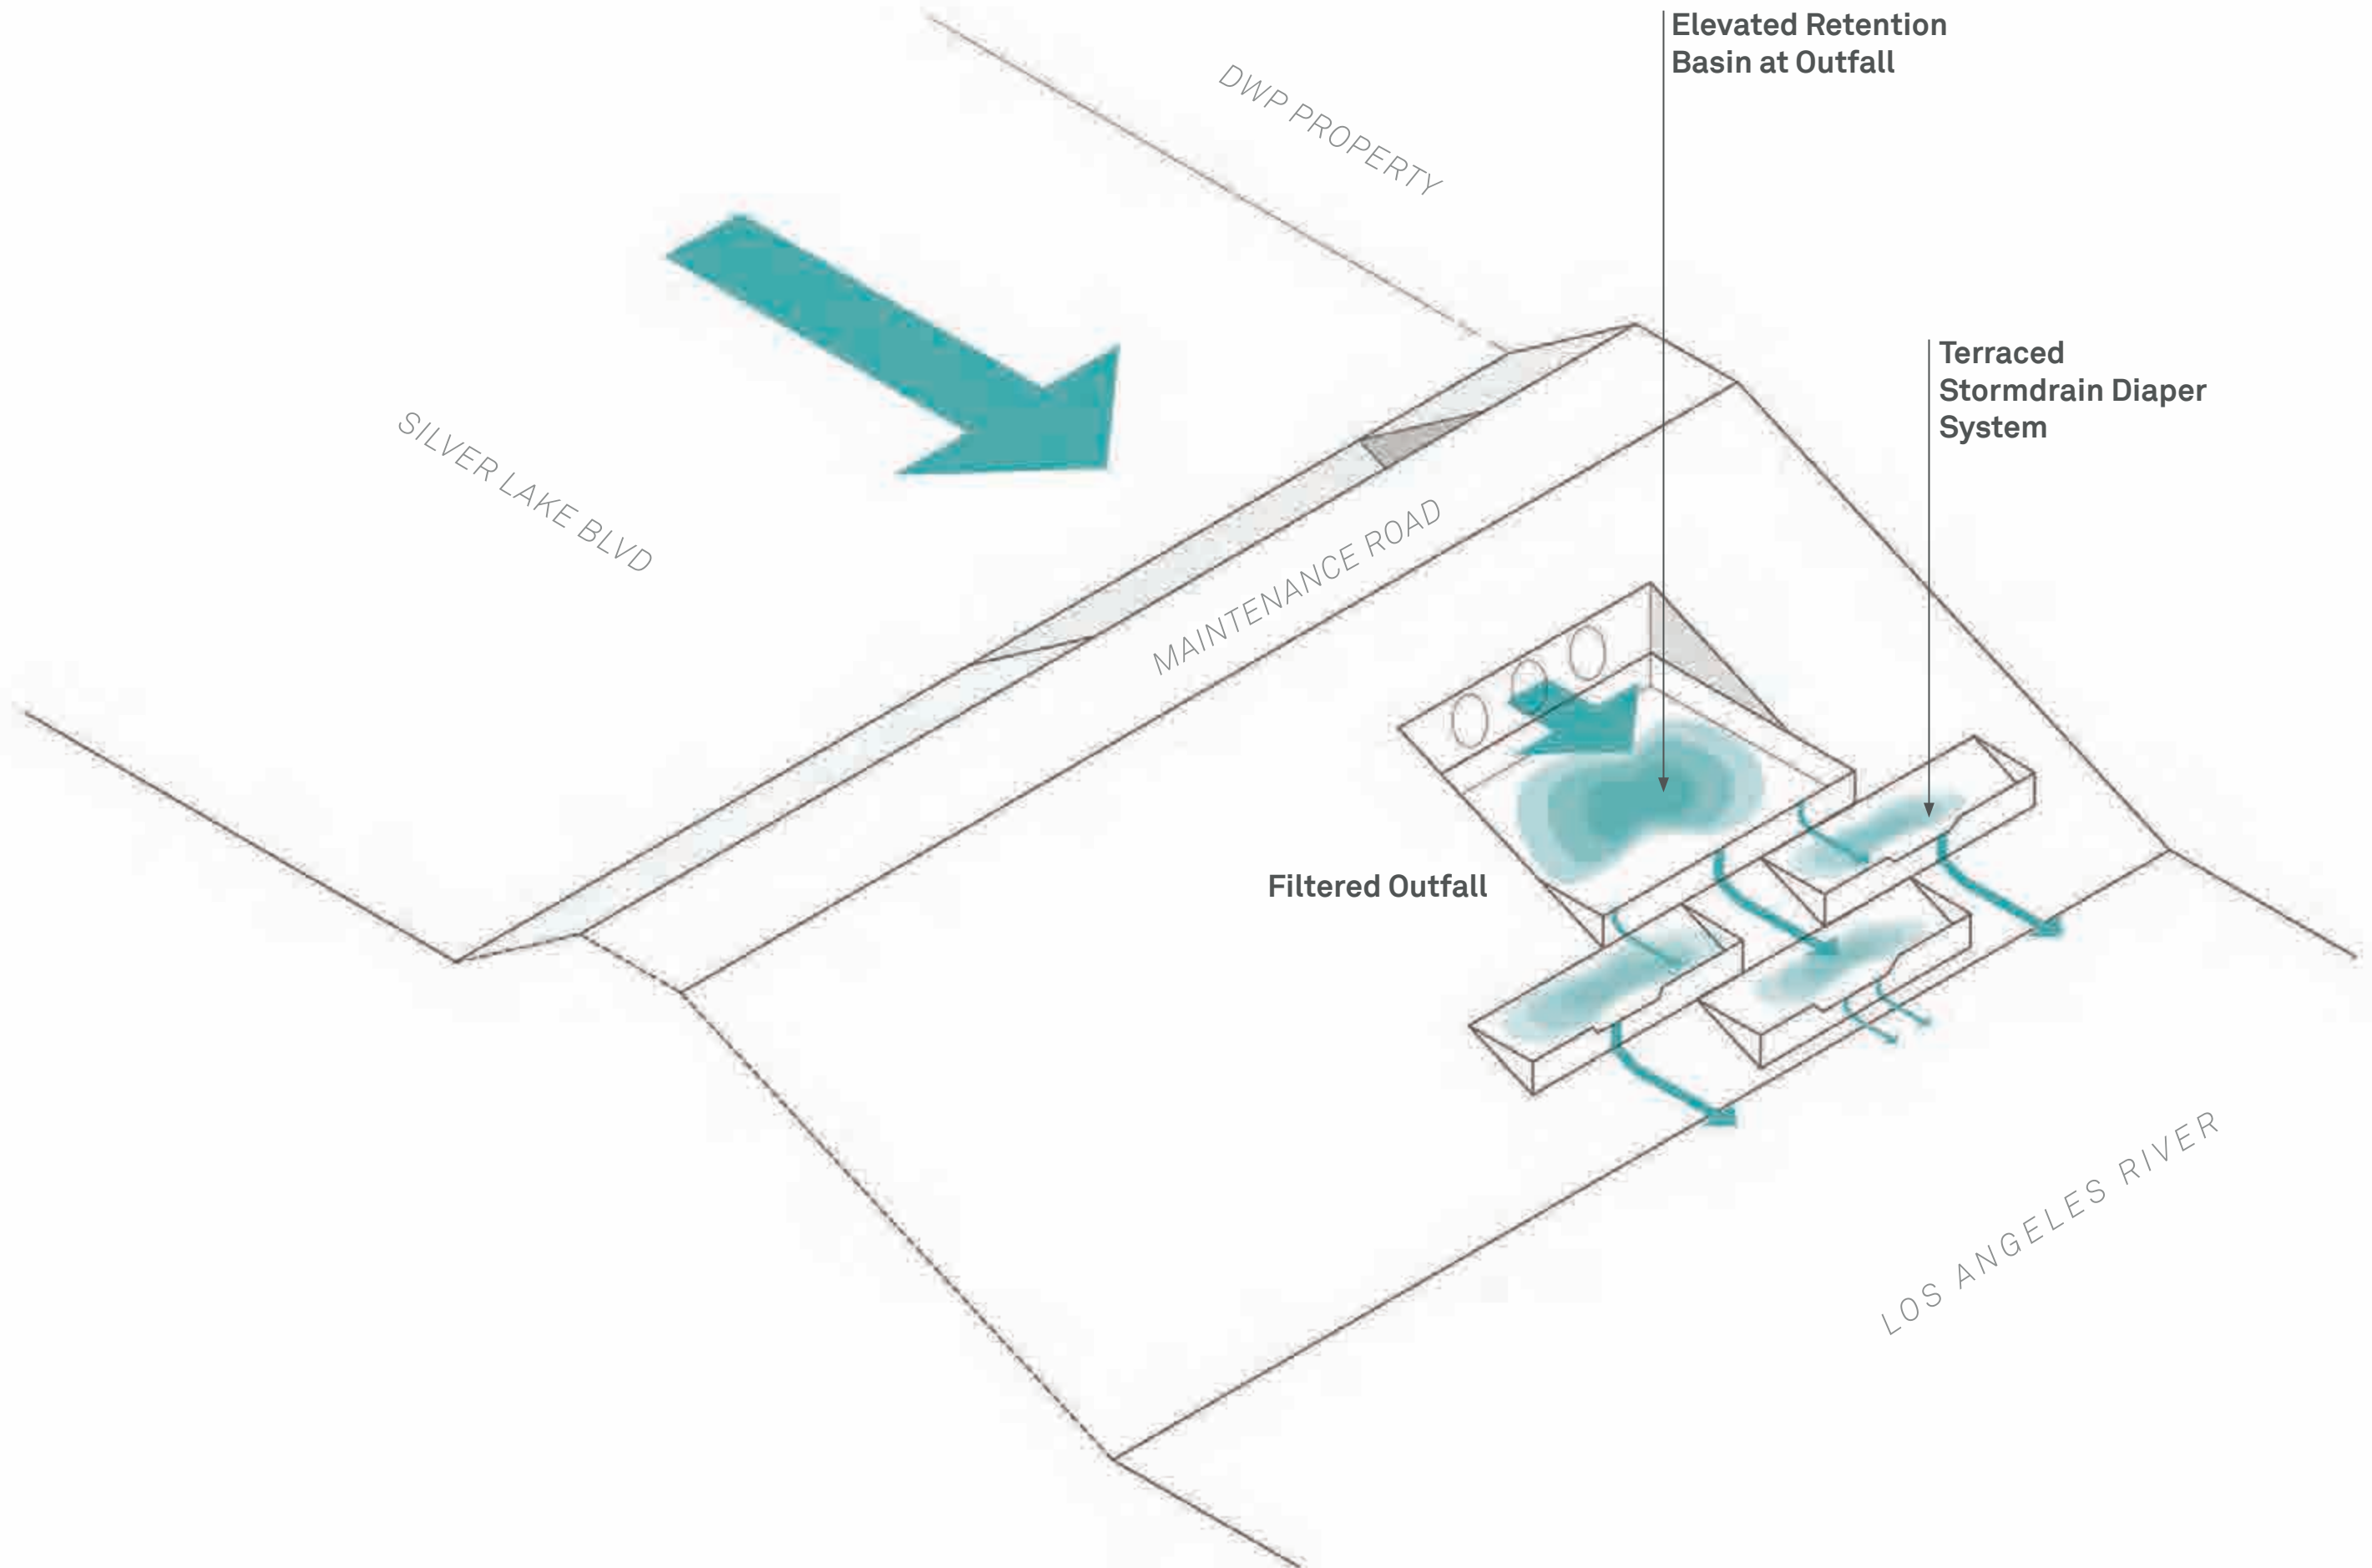 Elevated Retention
Basin at Outfall
DWP PROPERTY
Terraced
Stormdrain Diaper
System
SILVER LAKE BLVD
MAINTENANCE ROAD
Filtered Outfall
LOS ANGELES RIVER